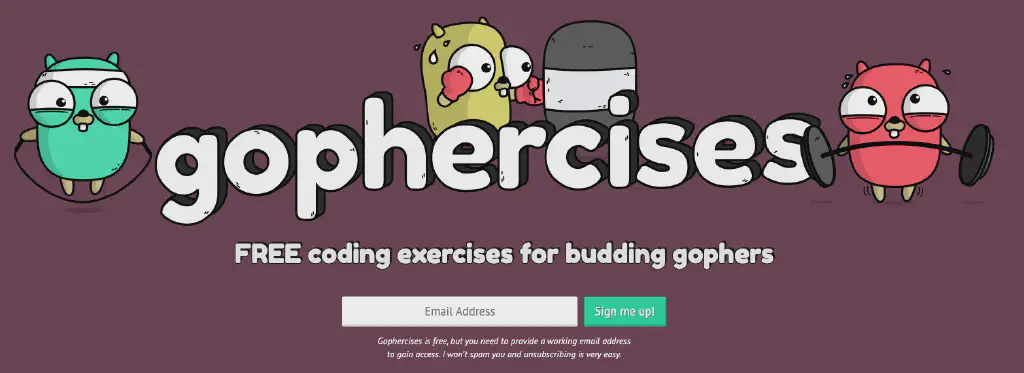 gophercises
FREE coding exercises for budding gophers
Email Address
Sign me up!
Gophercises is free, but you need to provide a working email address
to gain access. I won't spam you and unsubscribing is very easy.